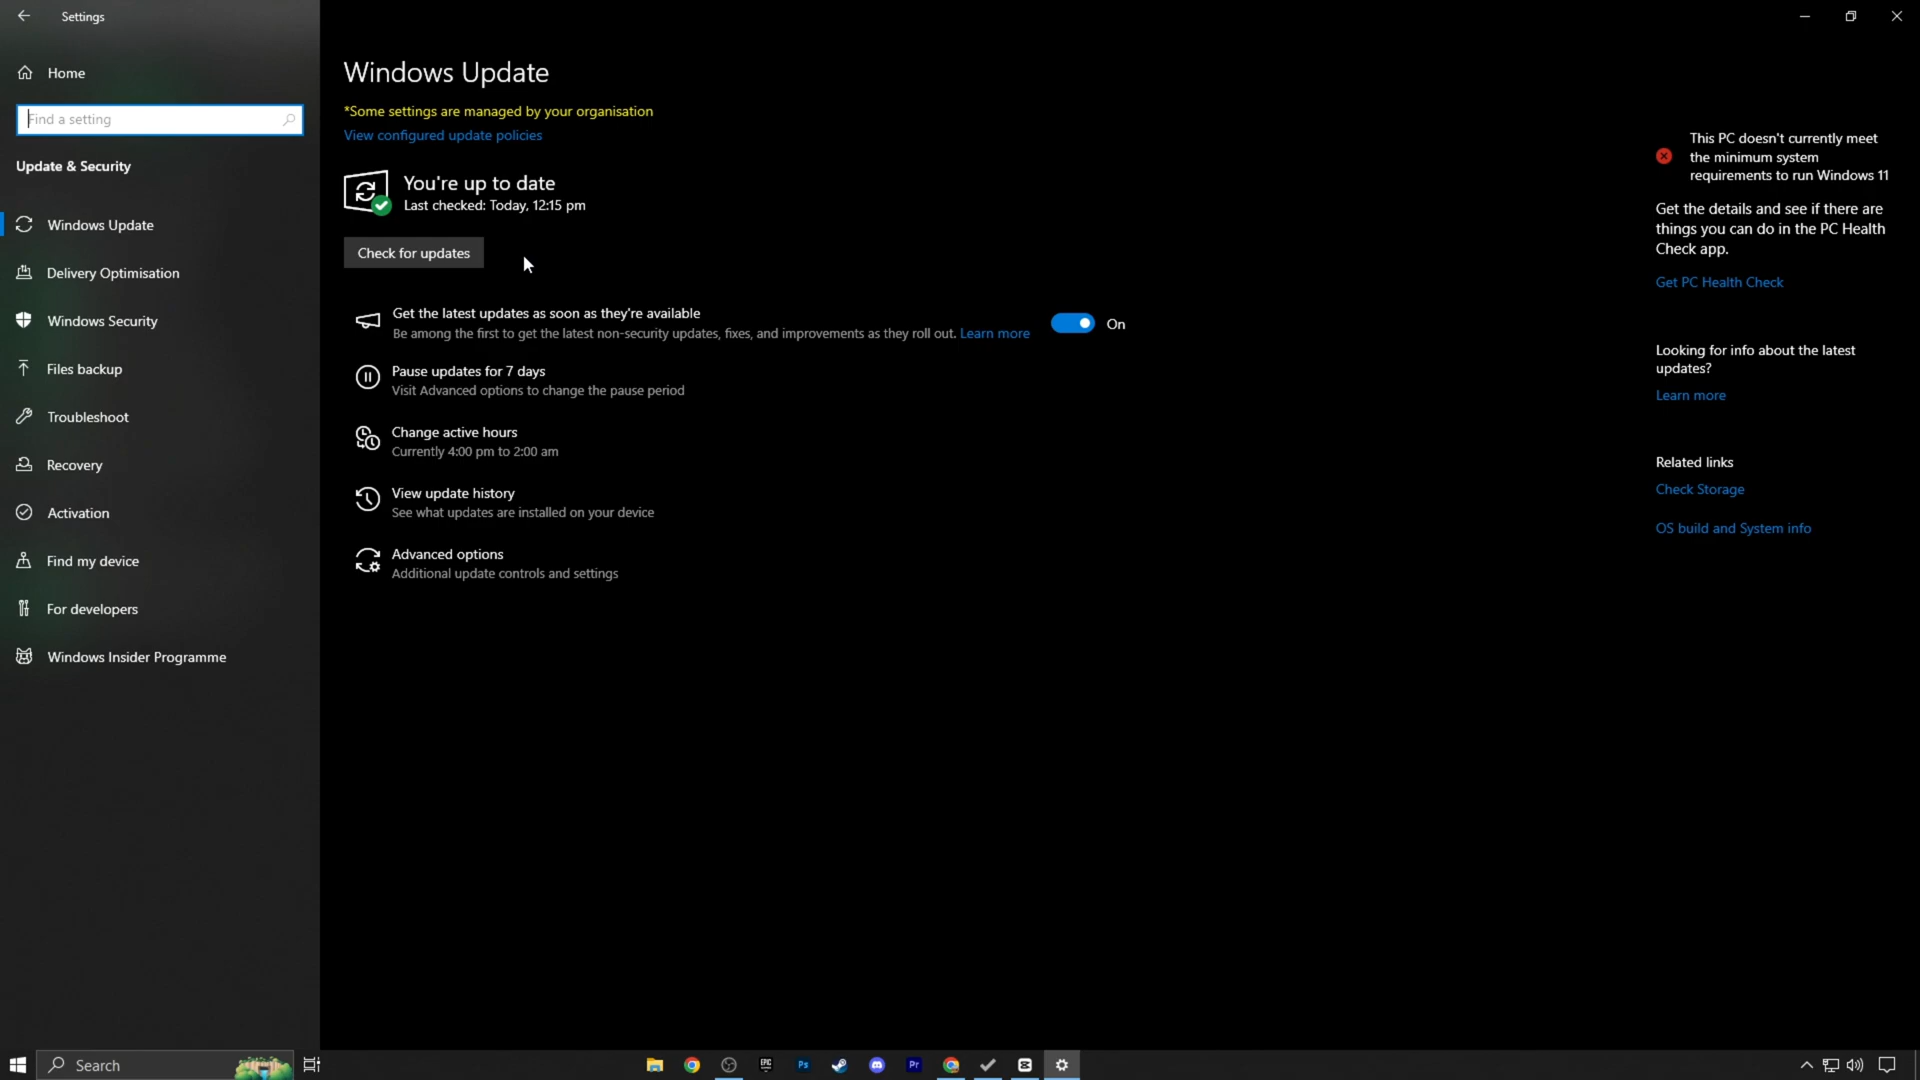 Settings
Home
Find a setting
Update & Security
Windows Update
Delivery Optimisation
Windows Security
Files backup
Troubleshoot
Recovery
Activation
Find my device
For developers
Windows Insider Programme
Windows Update
*Some settings are managed by your organisation
View configured update policies
You're up to date
Last checked: Today, 12:15 pm
Check for updates
Get the latest updates as soon as they're available
Be among the first to get the latest non-security updates, fixes, and improvements as they roll out. Learn more
On
Pause updates for 7 days
Visit Advanced options to change the pause period
Change active hours
Currently 4:00 pm to 2:00 am
View update history
See what updates are installed on your device
Advanced options
Additional update controls and settings
This PC doesn't currently meet
the minimum system
requirements to run Windows 11
Get the details and see if there are
things you can do in the PC Health
Check app.
Get PC Health Check
Looking for info about the latest
updates?
Learn more
Related links
Check Storage
OS build and System info
Search
EPIC
Ps
Pr